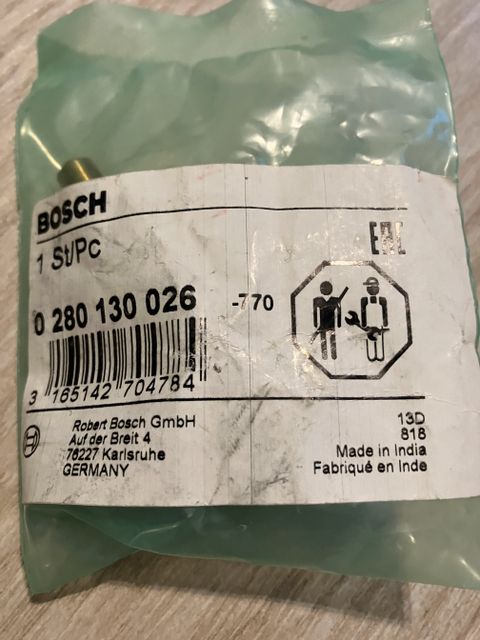 BOSCH
1 St/Pc
EAC
0 280 130 026 -770
3 165142 704784
Robert Bosch GmbH
Auf der Breit 4
76227 Karlsruhe
GERMANY
13D
818
Made in India
Fabriqué en Inde